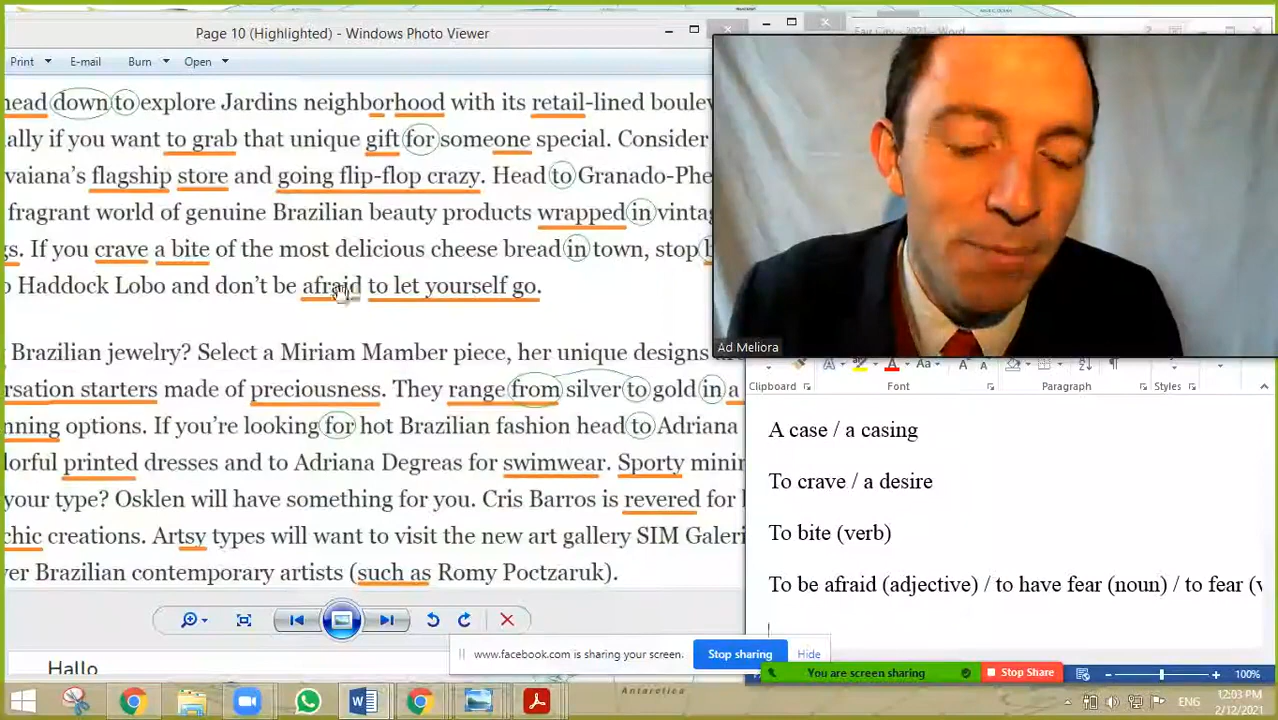 Page 10 (Highlighted) - Windows Photo Viewer
Print E-mail Burn Open
head down to explore Jardins neighborhood with its retail-lined boulev
ally if you want to grab that unique gift for someone special. Consider
vaiana's flagship store and going flip-flop crazy. Head to Granado-Phe
fragrant world of genuine Brazilian beauty products wrapped in vintag
gs. If you crave a bite of the most delicious cheese bread in town, stop b
o Haddock Lobo and don't be afraid to let yourself go.
Brazilian jewelry? Select a Miriam Mamber piece, her unique designs a
rsation starters made of preciousness. They range from silver to gold in a
nning options. If you're looking for hot Brazilian fashion head to Adriana
lorful printed dresses and to Adriana Degreas for swimwear. Sporty minim
your type? Osklen will have something for you. Cris Barros is revered for h
chic creations. Artsy types will want to visit the new art gallery SIM Galeri
ver Brazilian contemporary artists (such as Romy Poctzaruk).
Hallo
Ad Meliora
Clipboard Font Paragraph Styles
A case / a casing
To crave / a desire
To bite (verb)
To be afraid (adjective) / to have fear (noun) / to fear (v
www.facebook.com is sharing your screen. Stop sharing Hide
You are screen sharing Stop Share
100%
Antarctica
ENG
12:03 PM
2/12/2021